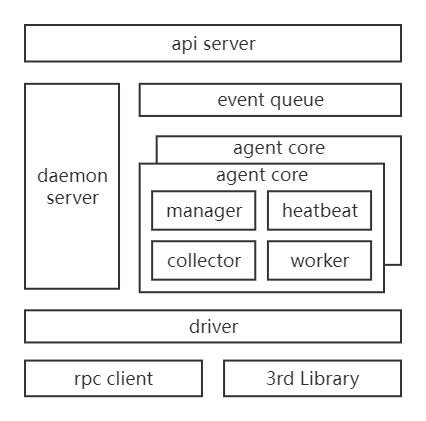 api server
event queue
daemon
server
agent core
agent core
manager
heatbeat
collector
worker
driver
rpc client
3rd Library